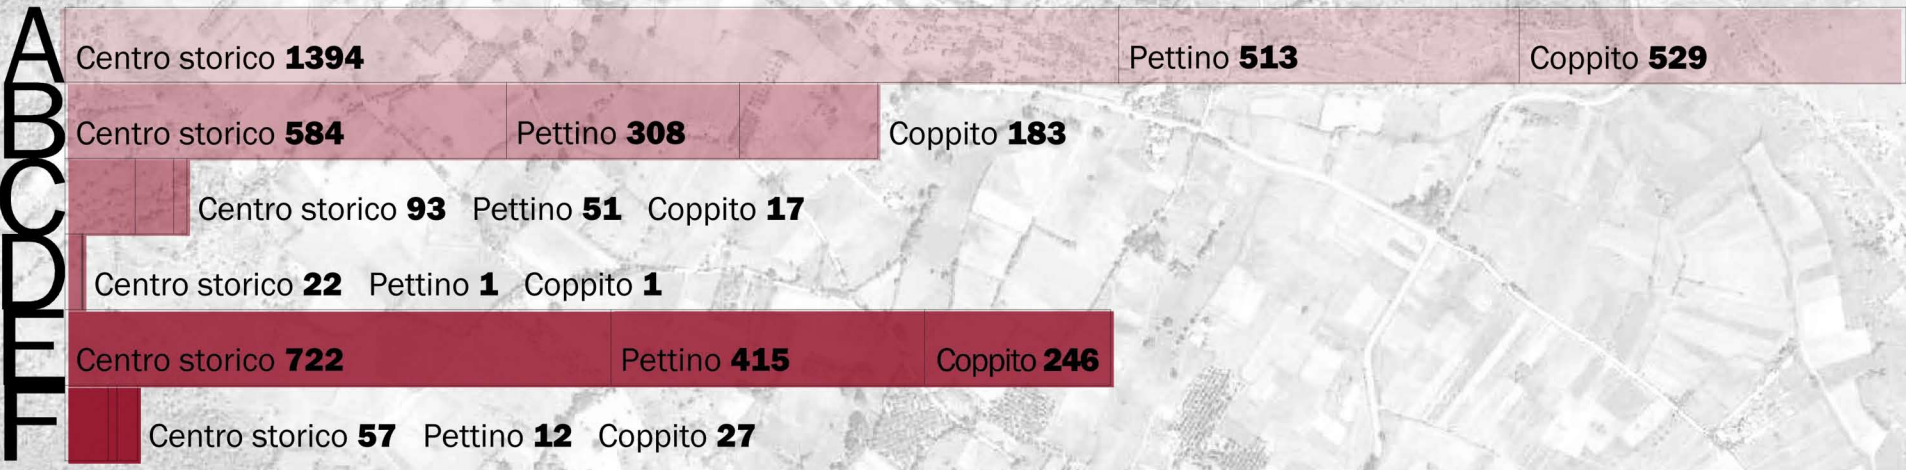 A Centro storico 1394 Pettino 513 Coppito 529
B Centro storico 584 Pettino 308 Coppito 183
C Centro storico 93 Pettino 51 Coppito 17
D Centro storico 22 Pettino 1 Coppito 1
E Centro storico 722 Pettino 415 Coppito 246
F Centro storico 57 Pettino 12 Coppito 27